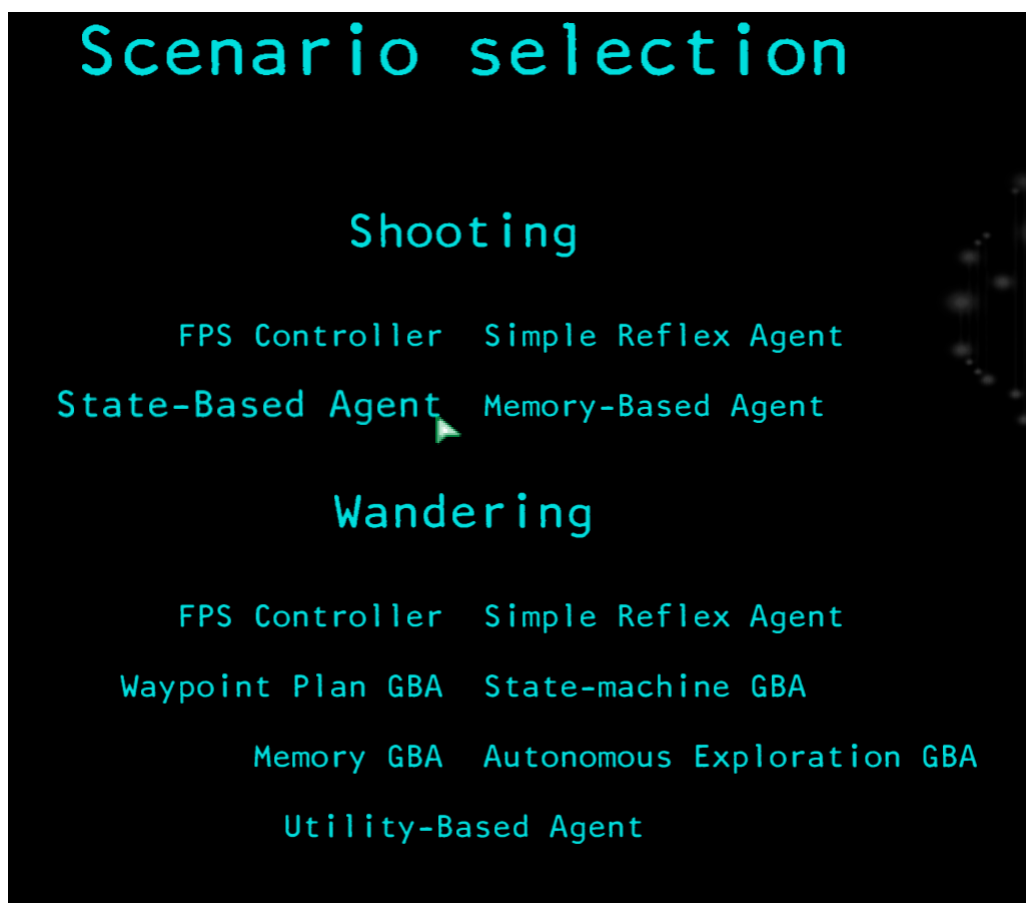 Scenario selection
Shooting
FPS Controller Simple Reflex Agent
State-Based Agent Memory-Based Agent
Wandering
FPS Controller Simple Reflex Agent
Waypoint Plan GBA State-machine GBA
Memory GBA Autonomous Exploration GBA
Utility-Based Agent